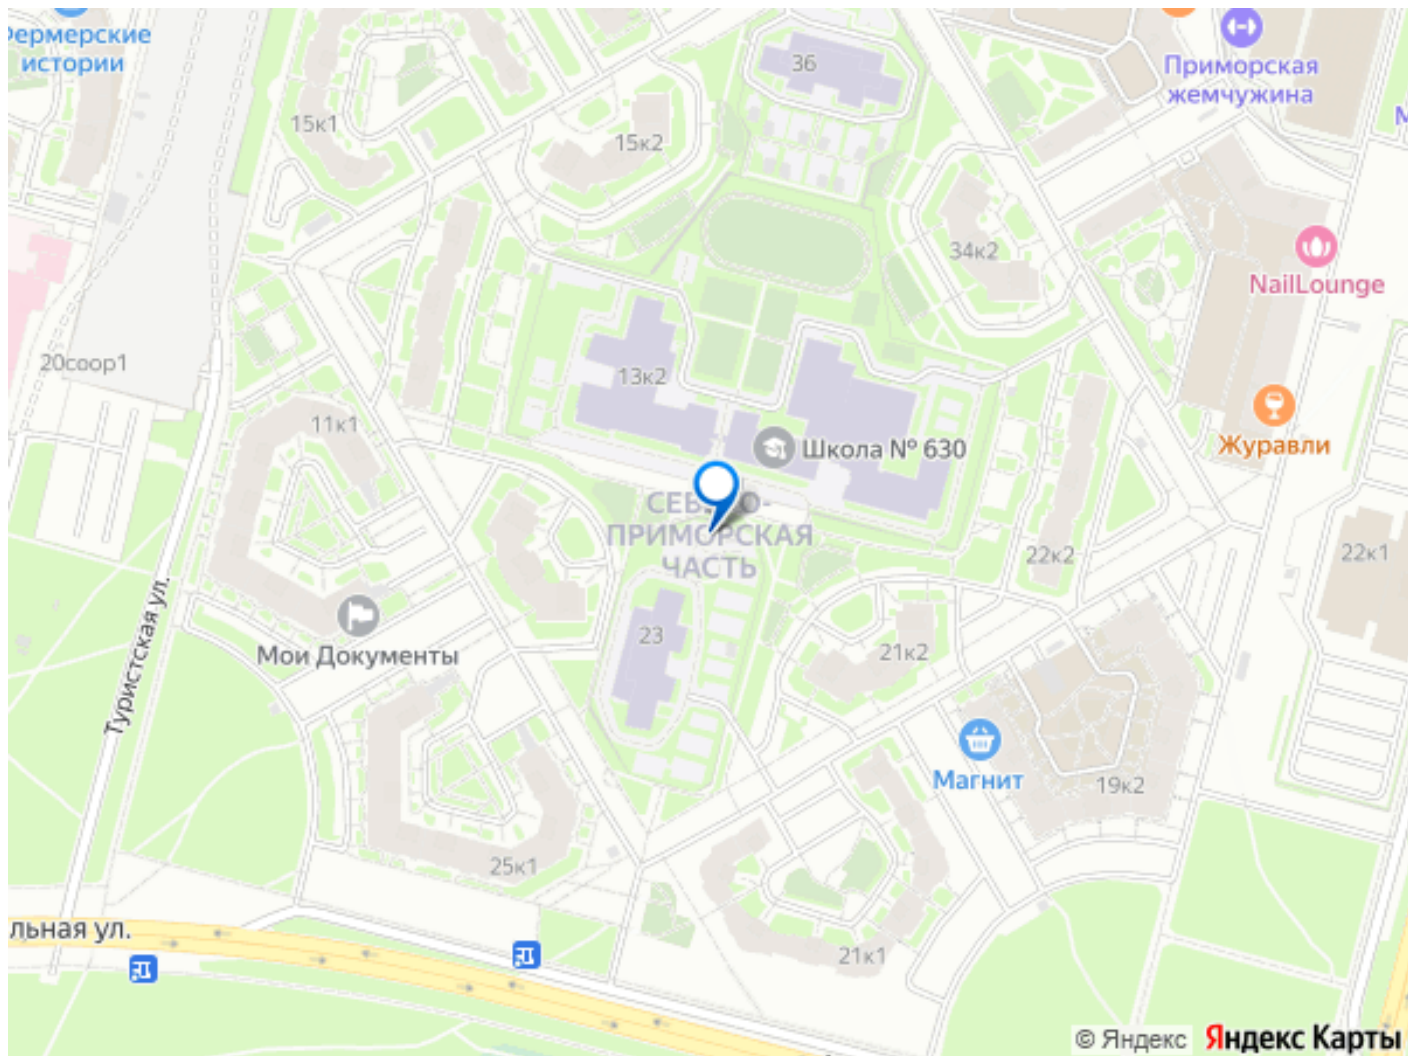 Фермерские
истории
36
Приморская
жемчужина
15к1
15к2
34к2
NailLounge
20соор1
13к2
11к1
Школа № 630
Журавли
ПРИМОРСКАЯ
ЧАСТЬ
22к2
22к1
Туристская ул.
23
Мои Документы
21к2
Магнит
19к2
25к1
льная ул.
21к1
© Яндекс
Яндекс Карты